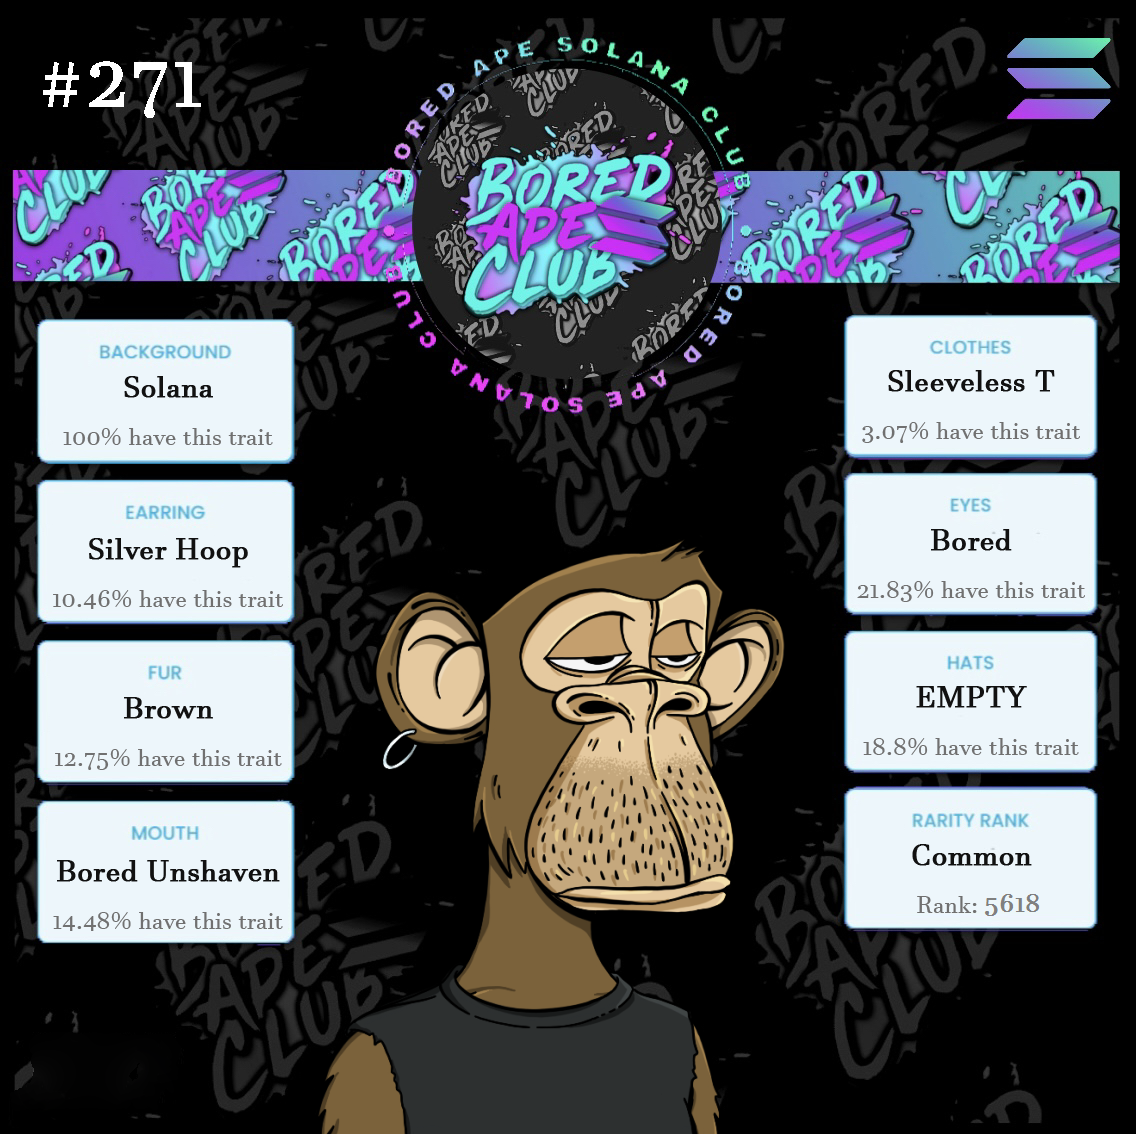 #271
BORED APE SOLANA CLUB
BORED
APE
CLUB
BORED APE SOLANA CLUB
BACKGROUND
Solana
100% have this trait
EARRING
Silver Hoop
10.46% have this trait
FUR
Brown
12.75% have this trait
MOUTH
Bored Unshaven
14.48% have this trait
CLOTHES
Sleeveless T
3.07% have this trait
EYES
Bored
21.83% have this trait
HATS
EMPTY
18.8% have this trait
RARITY RANK
Common
Rank: 5618